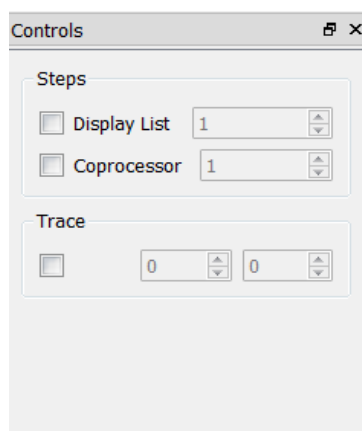 Controls
Steps
Display List 1
Coprocessor 1
Trace
0 0